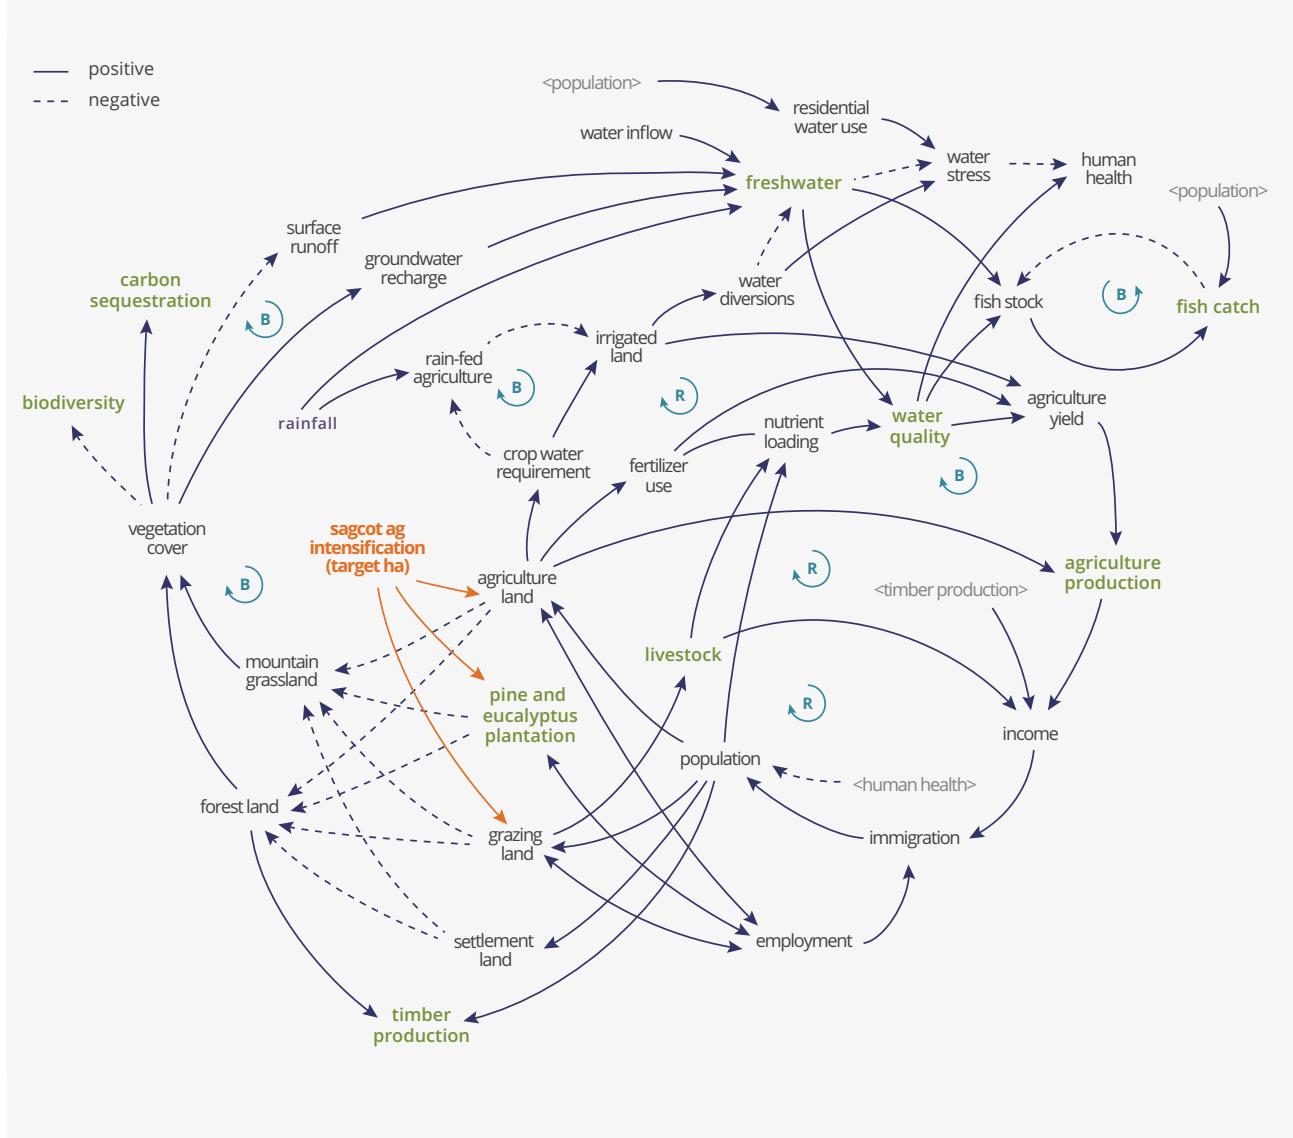 positive
negative
<population>
residential
water use
water inflow
water
stress
human
health
freshwater
<population>
surface
runoff
groundwater
recharge
carbon
sequestration
water
diversions
fish stock
fish catch
B
B
irrigated
land
rain-fed
agriculture
B
R
biodiversity
rainfall
agriculture
yield
nutrient
loading
water
quality
crop water
requirement
fertilizer
use
B
vegetation
cover
sagcot ag
intensification
(target ha)
agriculture
land
B
R
agriculture
production
<timber production>
mountain
grassland
livestock
pine and
eucalyptus
plantation
R
income
population
<human health>
forest land
grazing
land
immigration
settlement
land
employment
timber
production